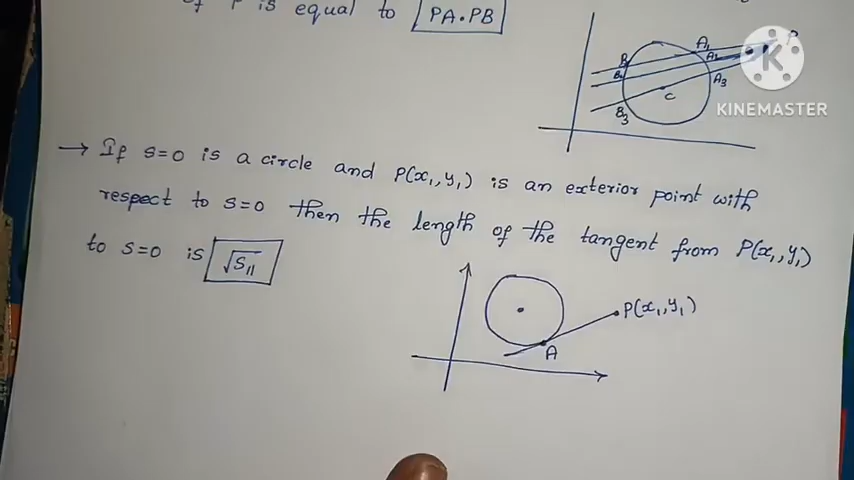 P is equal to PA.PB
A₁
B₁
A₂
B₂
A₃
C
B₃
KINEMASTER
→ If s=0 is a circle and P(x₁,y₁) is an exterior point with
respect to s=0 then the length of the tangent from P(x₁,y₁)
to s=0 is √S₁₁
P(x₁,y₁)
A